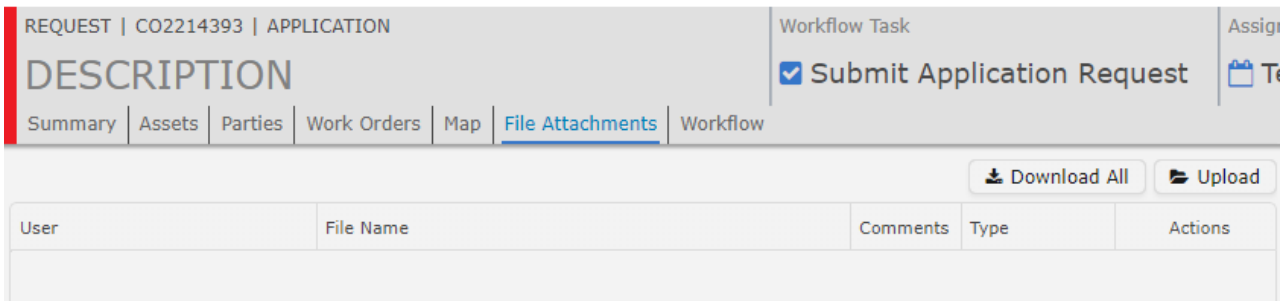 REQUEST | CO2214393 | APPLICATION
DESCRIPTION
Workflow Task
Submit Application Request
Summary | Assets | Parties | Work Orders | Map | File Attachments | Workflow
Download All
Upload
User File Name Comments Type Actions